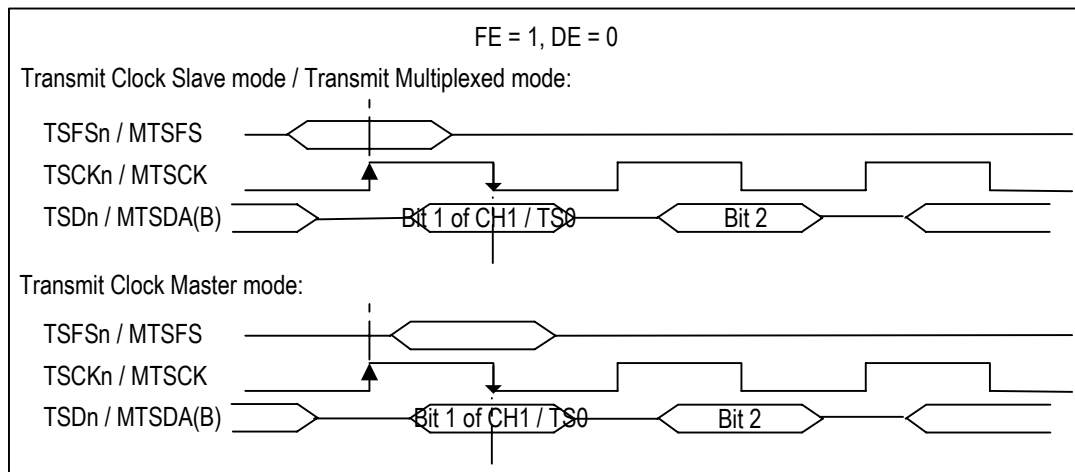 FE = 1, DE = 0
Transmit Clock Slave mode / Transmit Multiplexed mode:
TSFSn / MTSFS
TSCKn / MTSCK
TSDn / MTSDA(B)
Bit 1 of CH1 / TS0
Bit 2
Transmit Clock Master mode:
TSFSn / MTSFS
TSCKn / MTSCK
TSDn / MTSDA(B)
Bit 1 of CH1 / TS0
Bit 2